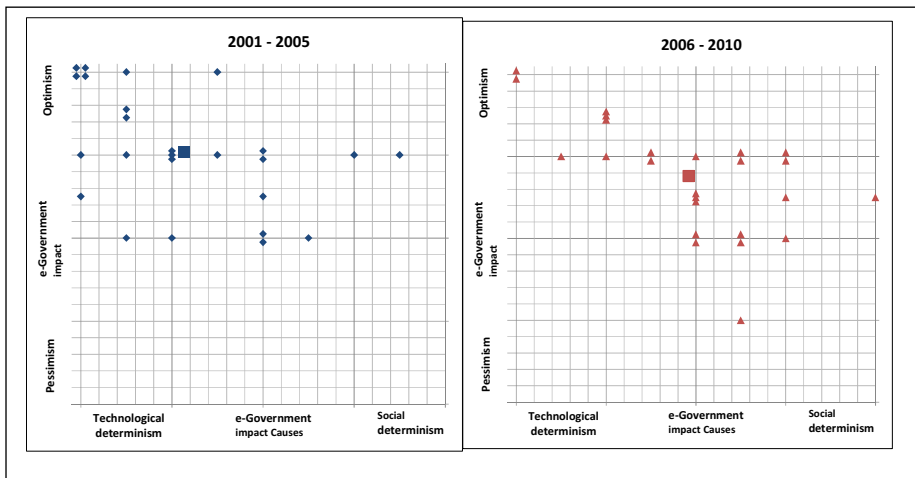 2001 - 2005
Optimism
e-Government
impact
Pessimism
Technological
determinism
e-Government
impact Causes
Social
determinism
2006 - 2010
Optimism
e-Government
impact
Pessimism
Technological
determinism
e-Government
impact Causes
Social
determinism